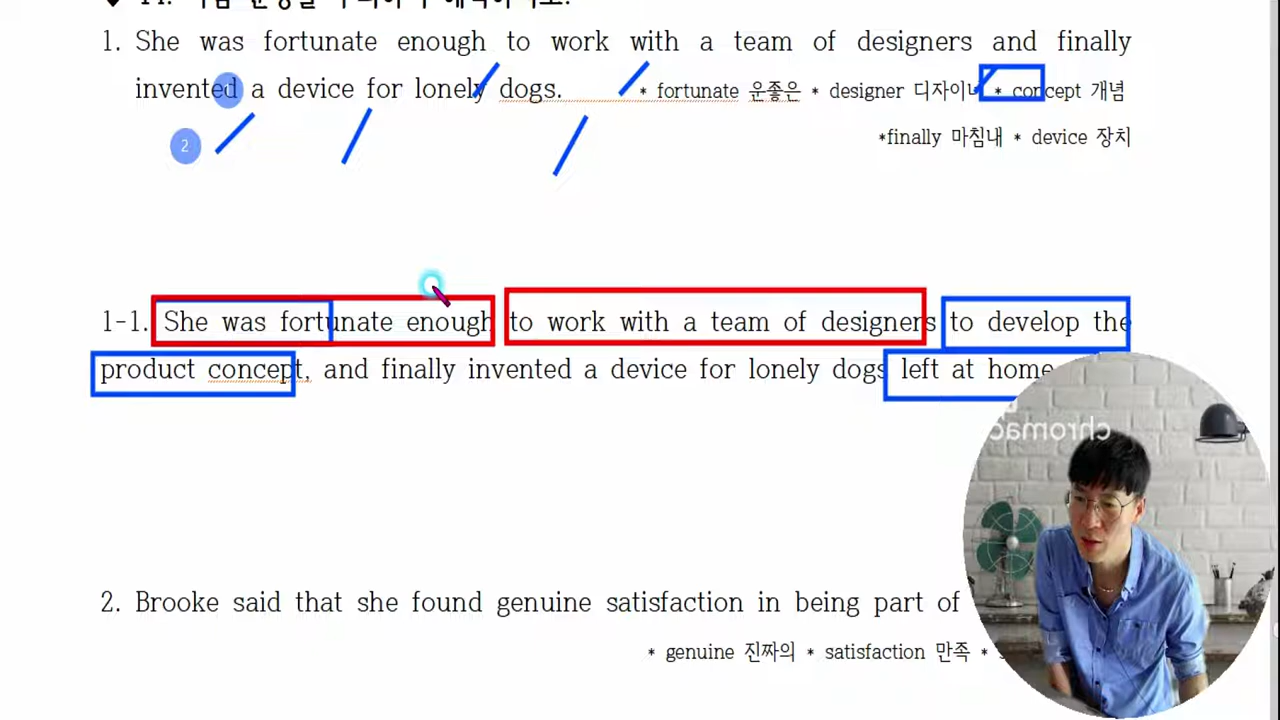 1. She was fortunate enough to work with a team of designers and finally
invented a device for lonely dogs. * fortunate 운좋은 * designer 디자이너 * concept 개념
2 *finally 마침내 * device 장치
1-1. She was fortunate enough to work with a team of designers to develop the
product concept, and finally invented a device for lonely dogs left at home
chromac
2. Brooke said that she found genuine satisfaction in being part of
* genuine 진짜의 * satisfaction 만족 *